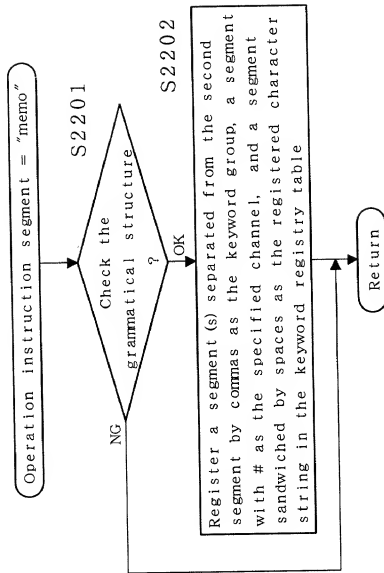 Operation instruction segment = "memo"
S2201
Check the
grammatical structure
?
NG
OK
S2202
Register a segment(s) separated from the second
segment by commas as the keyword group, a segment
with # as the specified channel, and a segment
sandwiched by spaces as the registered character
string in the keyword registry table
Return